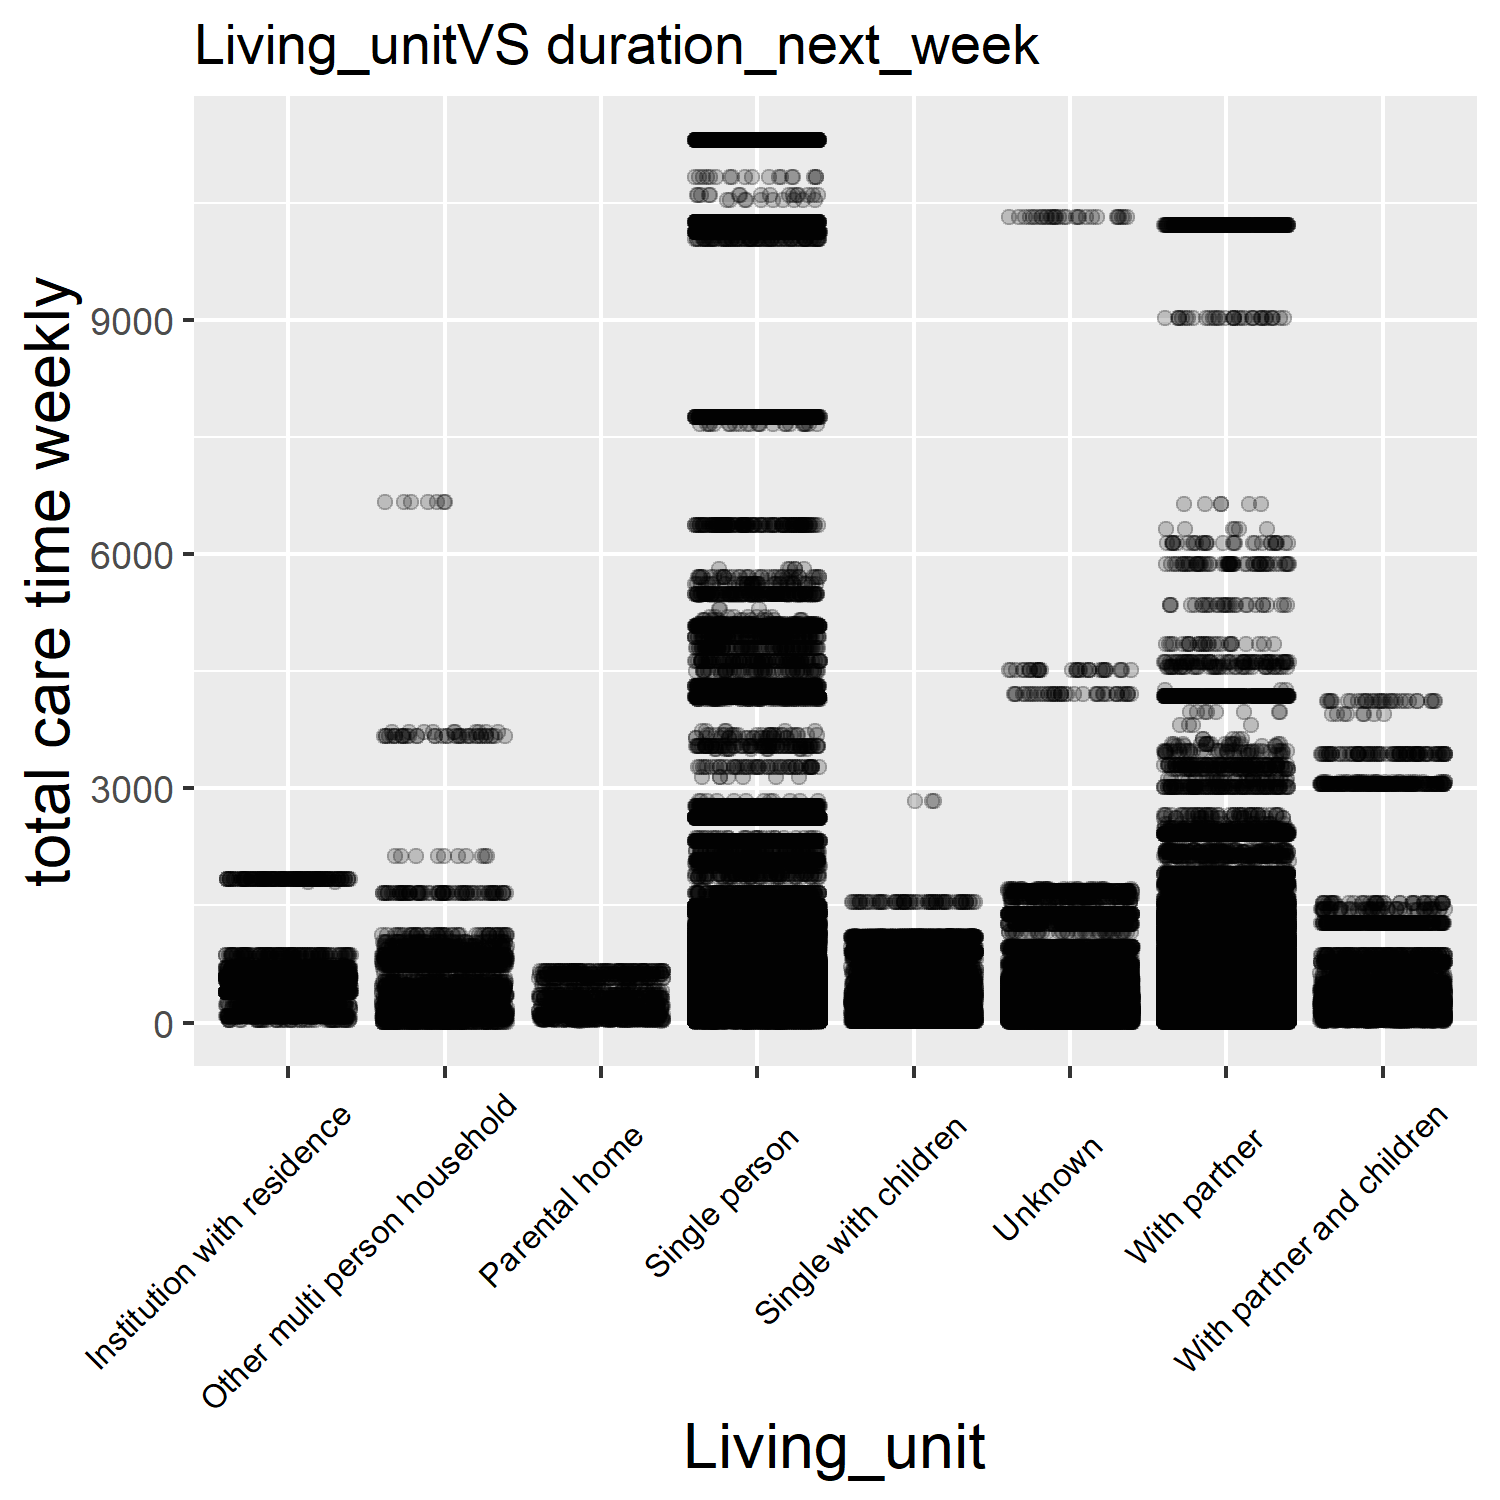 Living_unitVS duration_next_week
total care time weekly
9000
6000
3000
0
Institution with residence
Other multi person household
Parental home
Single person
Single with children
Unknown
With partner
With partner and children
Living_unit